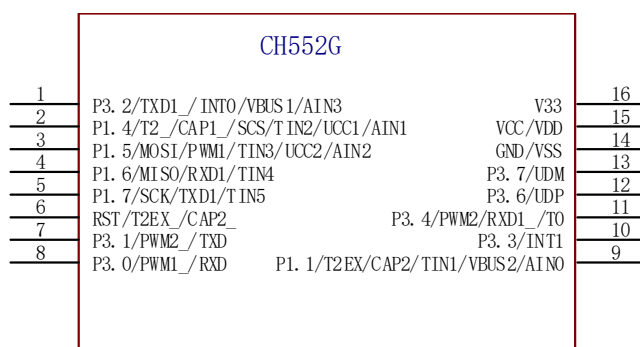 CH552G
1 P3.2/TXD1_/INT0/VBUS1/AIN3 V33 16
2 P1.4/T2_/CAP1_/SCS/TIN2/UCC1/AIN1 VCC/VDD 15
3 P1.5/MOSI/PWM1/TIN3/UCC2/AIN2 GND/VSS 14
4 P1.6/MISO/RXD1/TIN4 P3.7/UDM 13
5 P1.7/SCK/TXD1/TIN5 P3.6/UDP 12
6 RST/T2EX_/CAP2_ P3.4/PWM2/RXD1_/T0 11
7 P3.1/PWM2_/TXD P3.3/INT1 10
8 P3.0/PWM1_/RXD P1.1/T2EX/CAP2/TIN1/VBUS2/AIN0 9